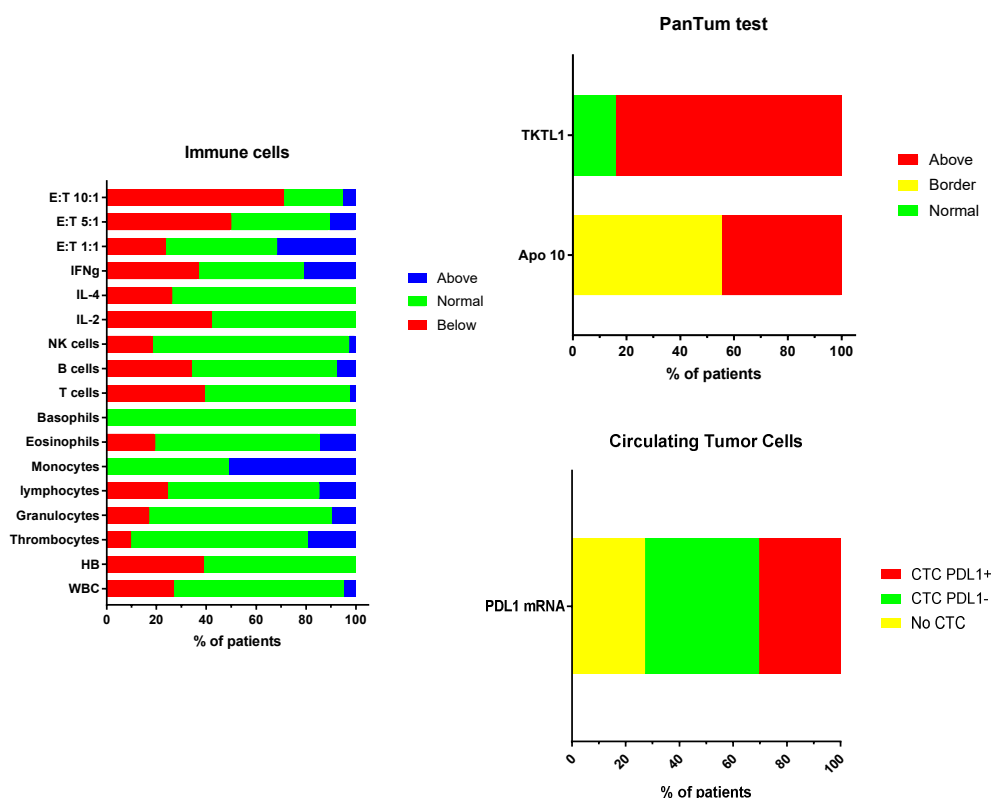 Immune cells
E:T 10:1
E:T 5:1
E:T 1:1
IFNg
IL-4
IL-2
NK cells
B cells
T cells
Basophils
Eosinophils
Monocytes
lymphocytes
Granulocytes
Thrombocytes
HB
WBC
0 20 40 60 80 100
% of patients
Above
Normal
Below
PanTum test
TKTL1
Apo 10
0 20 40 60 80 100
% of patients
Above
Border
Normal
Circulating Tumor Cells
PDL1 mRNA
0 20 40 60 80 100
% of patients
CTC PDL1+
CTC PDL1-
No CTC